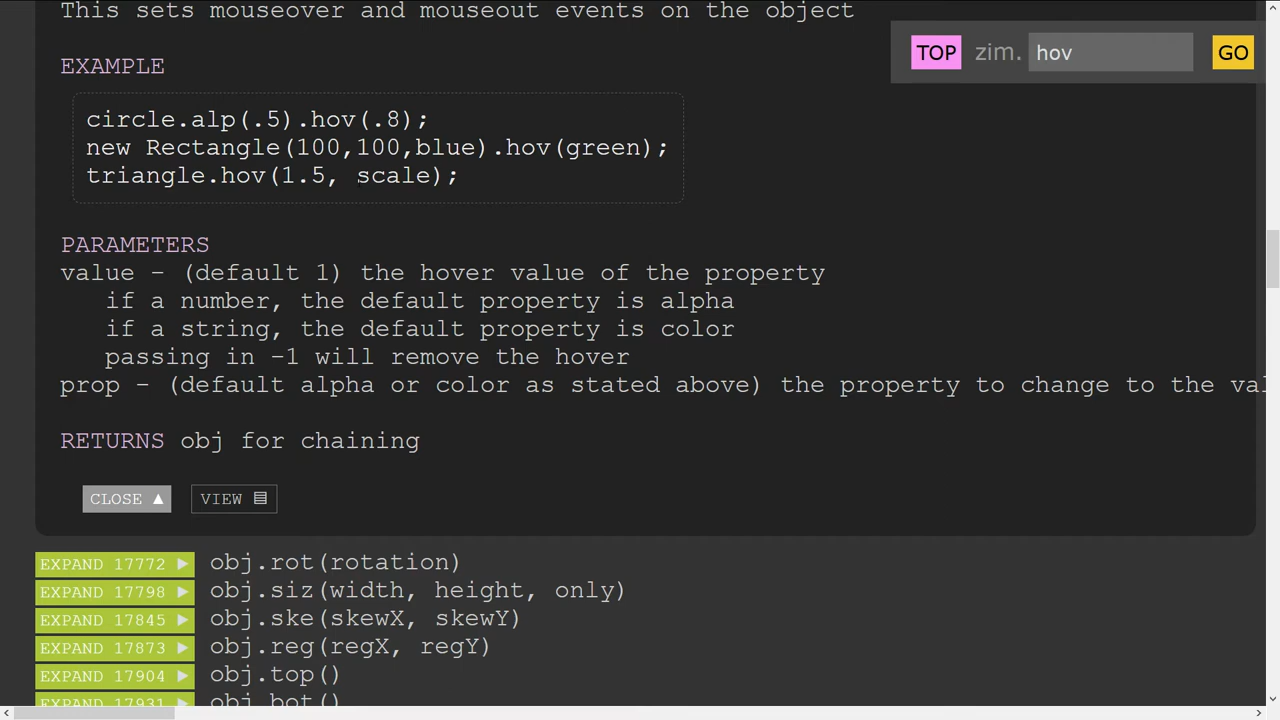 This sets mouseover and mouseout events on the object
TOP zim. hov GO
EXAMPLE
circle.alp(.5).hov(.8);
new Rectangle(100,100,blue).hov(green);
triangle.hov(1.5, scale);
PARAMETERS
value - (default 1) the hover value of the property
if a number, the default property is alpha
if a string, the default property is color
passing in -1 will remove the hover
prop - (default alpha or color as stated above) the property to change to the
RETURNS obj for chaining
CLOSE ▲ VIEW
EXPAND 17772 ▶ obj.rot(rotation)
EXPAND 17798 ▶ obj.siz(width, height, only)
EXPAND 17845 ▶ obj.ske(skewX, skewY)
EXPAND 17873 ▶ obj.reg(regX, regY)
EXPAND 17904 ▶ obj.top()
EXPAND 17931 ▶ obj.bot()